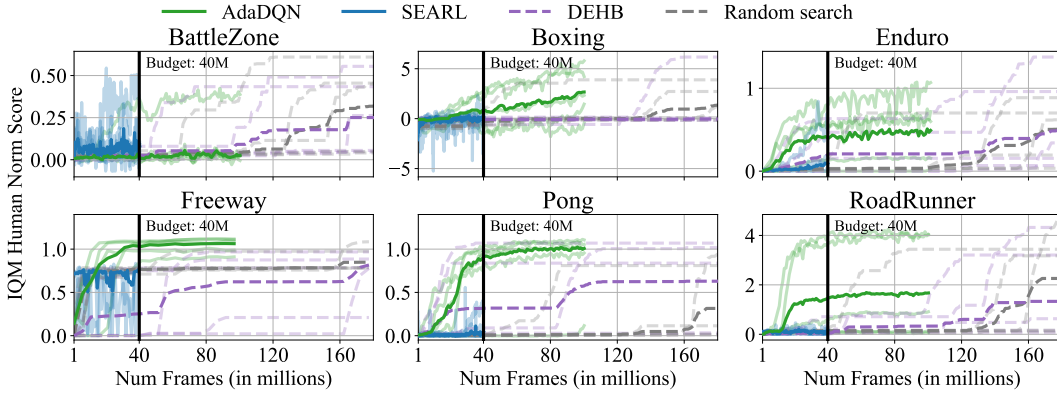 AdaDQN SEARL DEHB Random search
BattleZone Boxing Enduro
IQM Human Norm Score
0.50 0.25 0.00
Budget: 40M
5 0 −5
Budget: 40M
1 0
Budget: 40M
Freeway Pong RoadRunner
1.0 0.5 0.0
Budget: 40M
1.0 0.5 0.0
Budget: 40M
4 2 0
Budget: 40M
1 40 80 120 160 1 40 80 120 160 1 40 80 120 160
Num Frames (in millions) Num Frames (in millions) Num Frames (in millions)